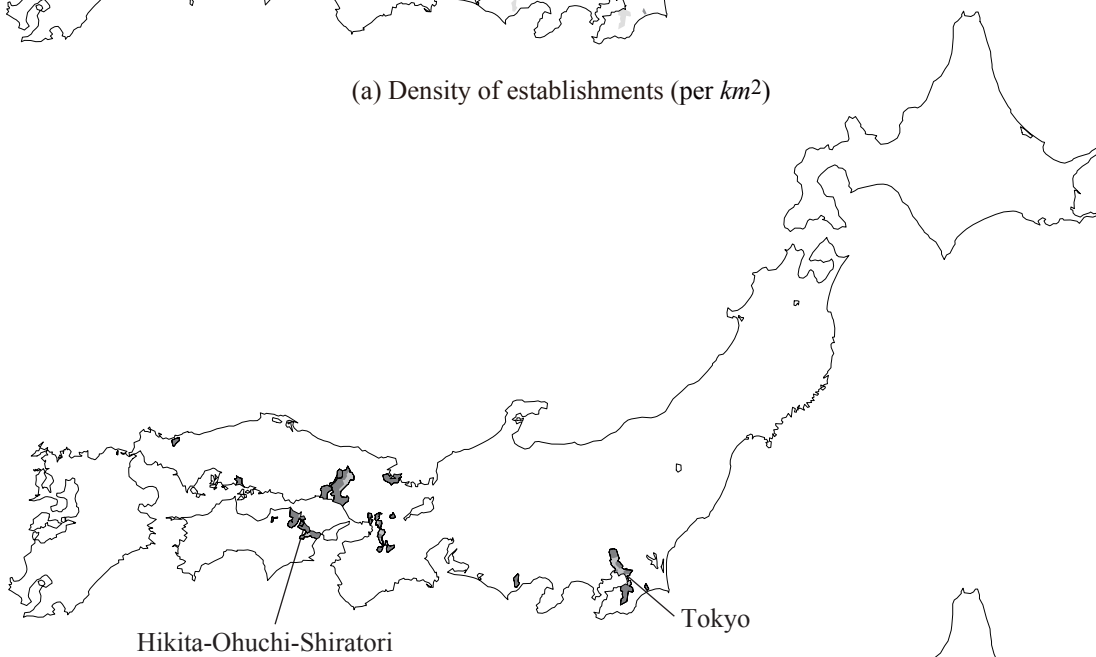 (a) Density of establishments (per km²)
Tokyo
Hikita-Ohuchi-Shiratori